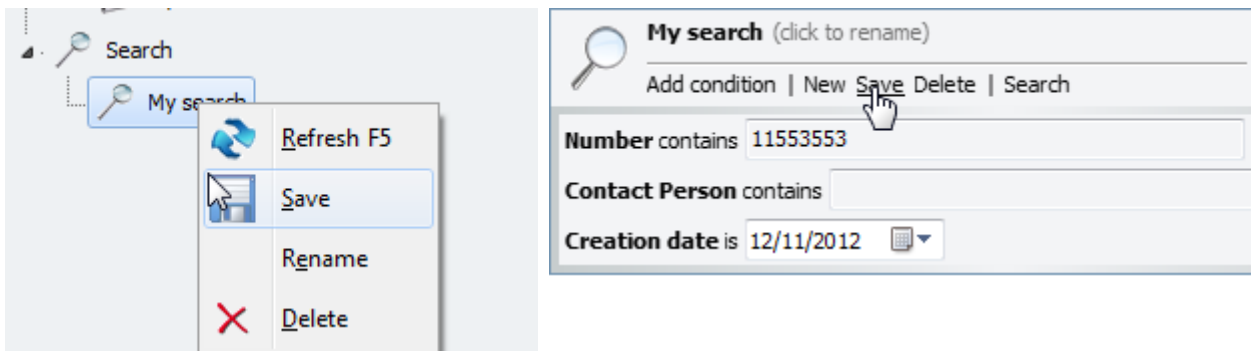 Search
My search
Refresh F5
Save
Rename
Delete
My search (click to rename)
Add condition | New Save Delete | Search
Number contains 11553553
Contact Person contains
Creation date is 12/11/2012